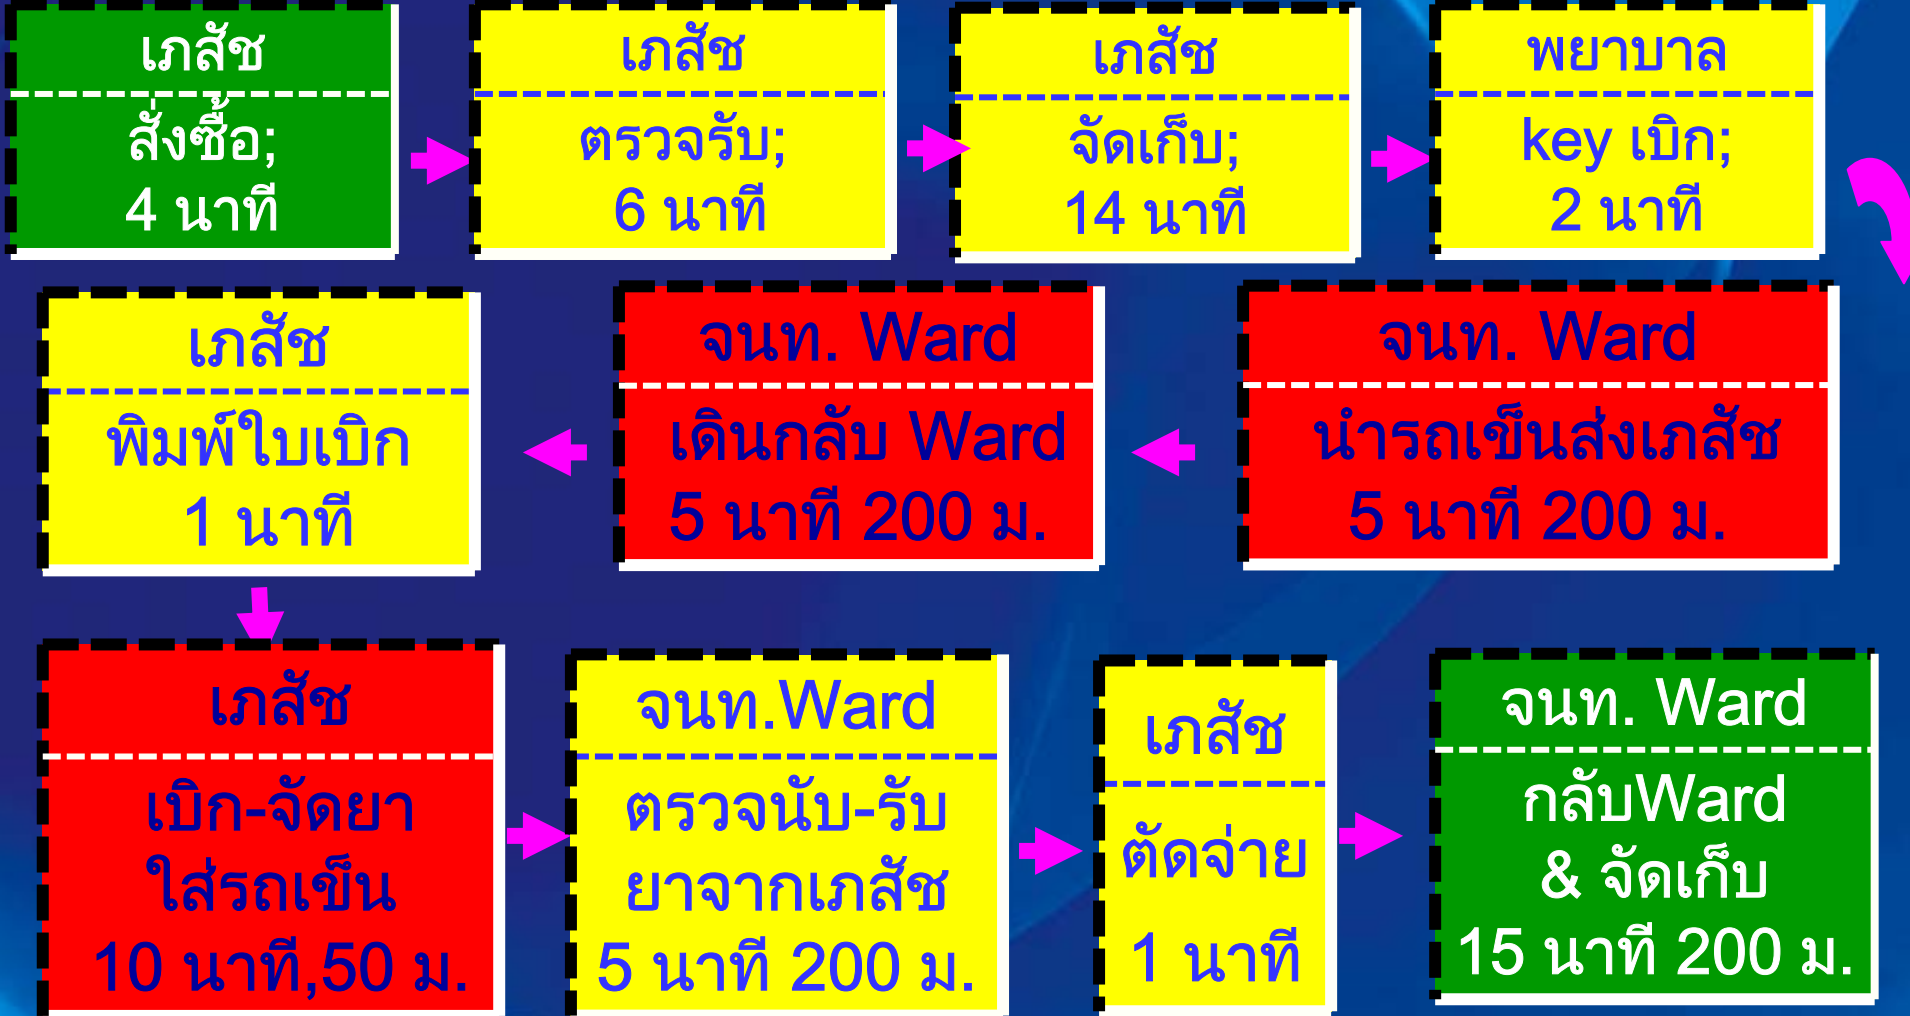 เภสัช
สั่งซื้อ;
4 นาที
เภสัช
ตรวจรับ;
6 นาที
เภสัช
จัดเก็บ;
14 นาที
พยาบาล
key เบิก;
2 นาที
จนท. Ward
นำรถเข็นส่งเภสัช
5 นาที 200 ม.
จนท. Ward
เดินกลับ Ward
5 นาที 200 ม.
เภสัช
พิมพ์ใบเบิก
1 นาที
เภสัช
เบิก-จัดยา
ใส่รถเข็น
10 นาที,50 ม.
จนท.Ward
ตรวจนับ-รับ
ยาจากเภสัช
5 นาที 200 ม.
เภสัช
ตัดจ่าย
1 นาที
จนท. Ward
กลับWard
& จัดเก็บ
15 นาที 200 ม.